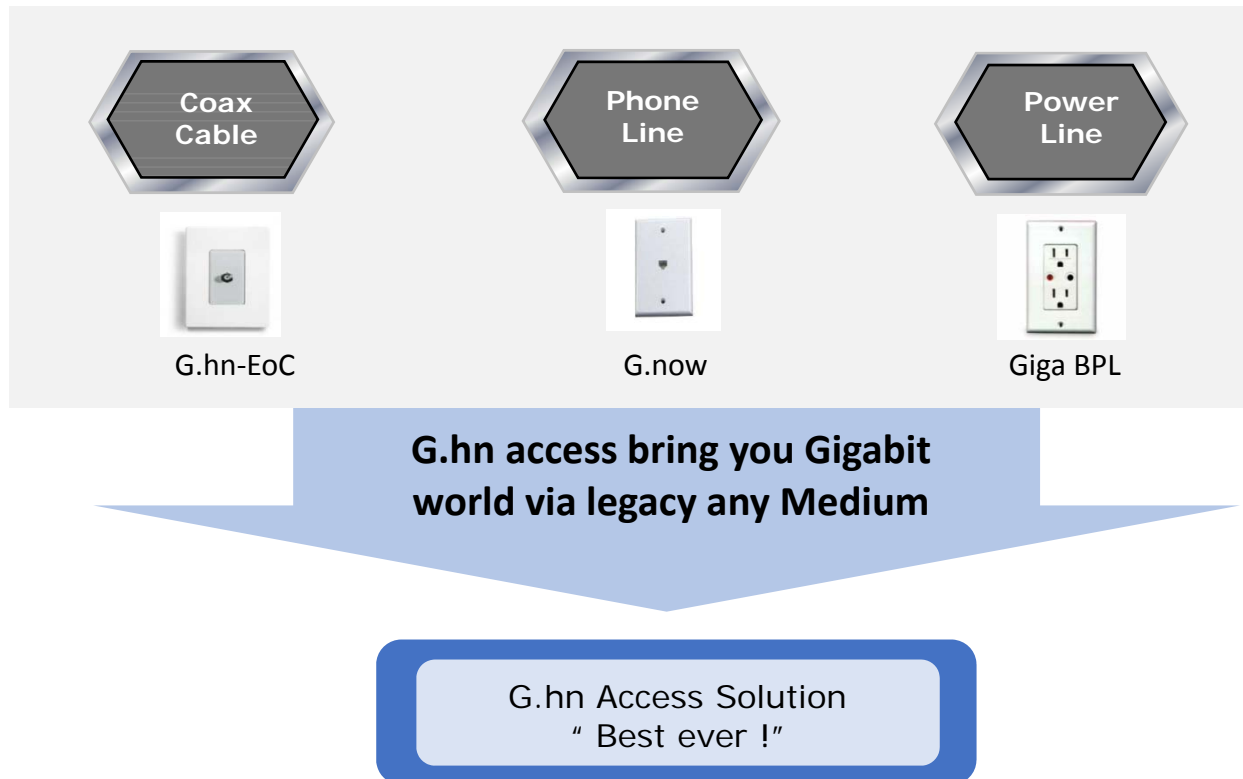 Coax
Cable
Phone
Line
Power
Line
G.hn-EoC
G.now
Giga BPL
G.hn access bring you Gigabit
world via legacy any Medium
G.hn Access Solution
“ Best ever !”